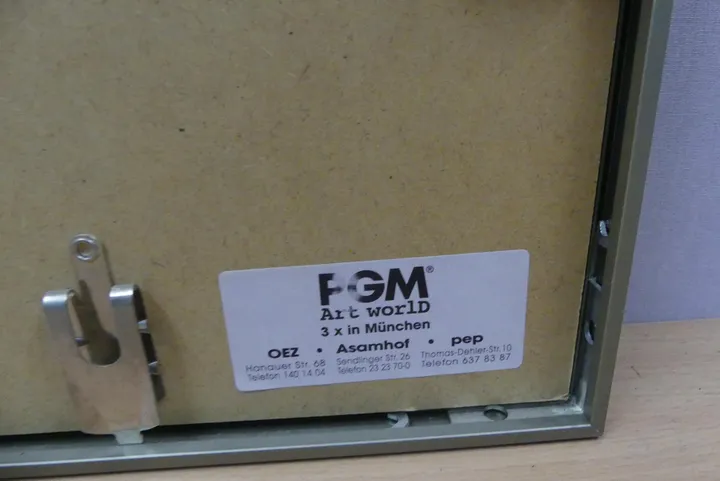 PGM®
Art worlD
3 x in München
OEZ • Asamhof • pep
Hanauer Str. 68 Sendlinger Str. 26 Thomas-Dehler-Str. 10
Telefon 140 14 04 Telefon 23 23 70-0 Telefon 637 83 87